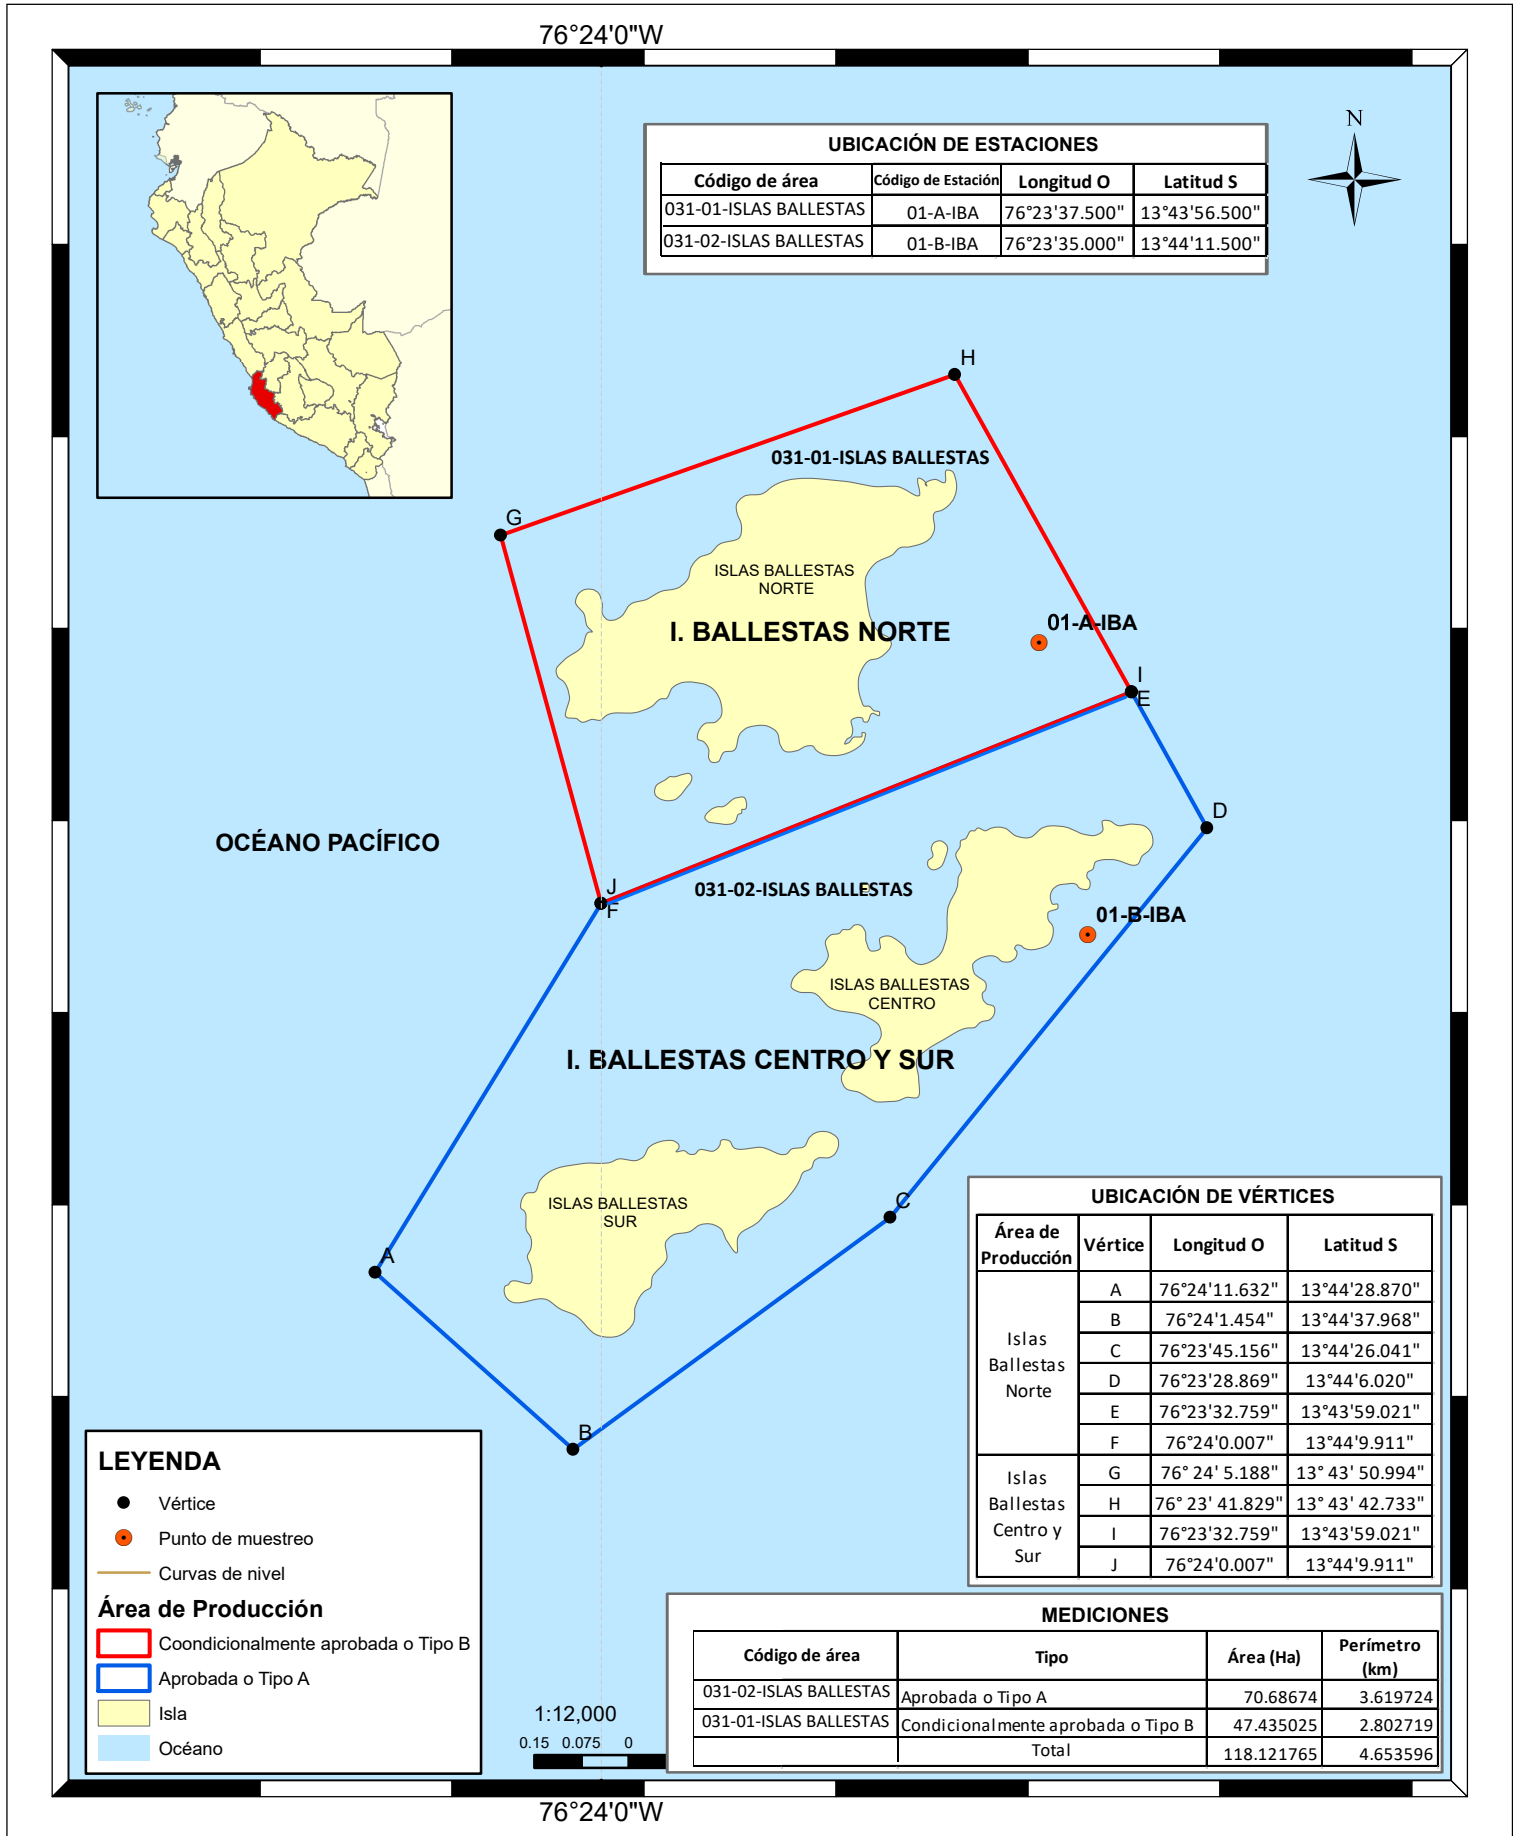 76°24'0"W
N
UBICACIÓN DE ESTACIONES
Código de área Código de Estación Longitud O Latitud S
031-01-ISLAS BALLESTAS 01-A-IBA 76°23'37.500" 13°43'56.500"
031-02-ISLAS BALLESTAS 01-B-IBA 76°23'35.000" 13°44'11.500"
H
031-01-ISLAS BALLESTAS
G
ISLAS BALLESTAS
NORTE
I. BALLESTAS NORTE
01-A-IBA
I
E
D
OCÉANO PACÍFICO
J
F
031-02-ISLAS BALLESTAS
01-B-IBA
ISLAS BALLESTAS
CENTRO
I. BALLESTAS CENTRO Y SUR
ISLAS BALLESTAS
SUR
C
A
B
UBICACIÓN DE VÉRTICES
Área de
Producción Vértice Longitud O Latitud S
Islas
Ballestas
Norte
A 76°24'11.632" 13°44'28.870"
B 76°24'1.454" 13°44'37.968"
C 76°23'45.156" 13°44'26.041"
D 76°23'28.869" 13°44'6.020"
E 76°23'32.759" 13°43'59.021"
F 76°24'0.007" 13°44'9.911"
Islas
Ballestas
Centro y
Sur
G 76° 24' 5.188" 13° 43' 50.994"
H 76° 23' 41.829" 13° 43' 42.733"
I 76°23'32.759" 13°43'59.021"
J 76°24'0.007" 13°44'9.911"
LEYENDA
Vértice
Punto de muestreo
Curvas de nivel
Área de Producción
Coondicionalmente aprobada o Tipo B
Aprobada o Tipo A
Isla
Océano
1:12,000
0.15 0.075 0
MEDICIONES
Código de área Tipo Área (Ha) Perímetro
(km)
031-02-ISLAS BALLESTAS Aprobada o Tipo A 70.68674 3.619724
031-01-ISLAS BALLESTAS Condicionalmente aprobada o Tipo B 47.435025 2.802719
Total 118.121765 4.653596
76°24'0"W